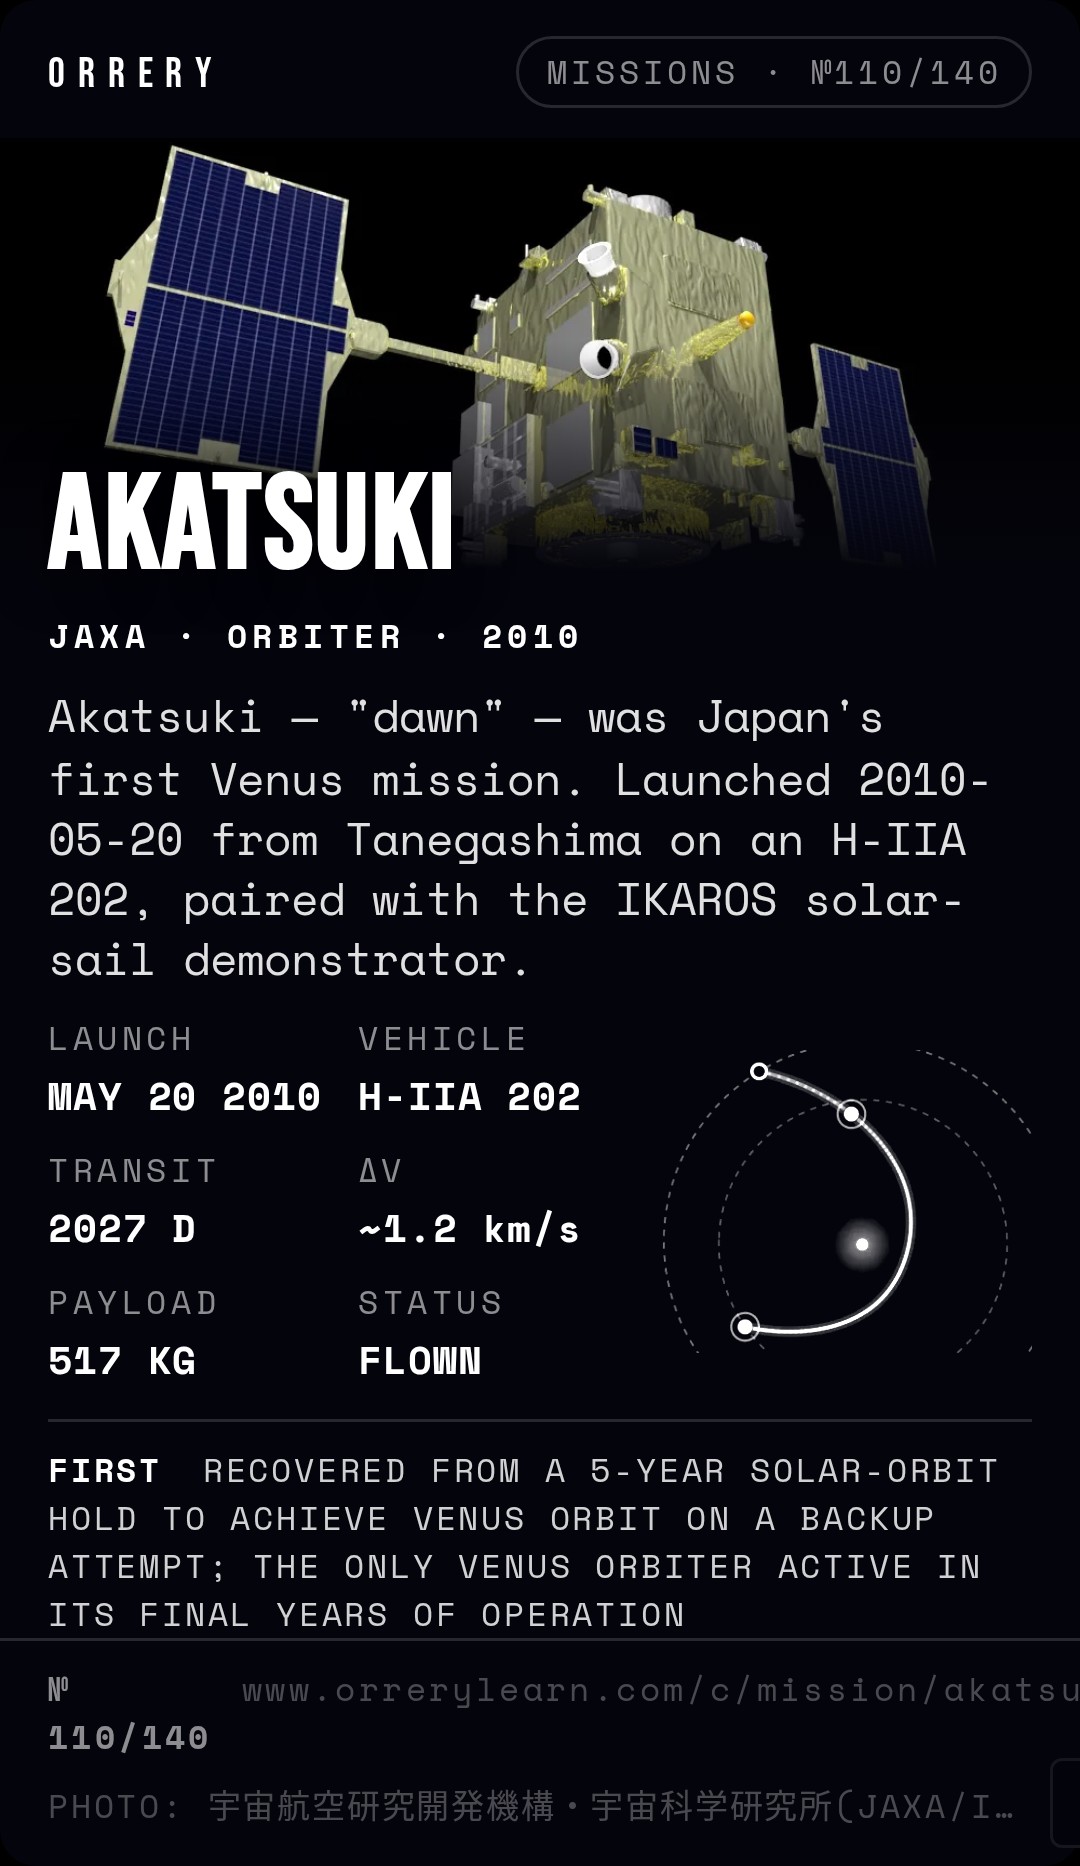 ORRERY
MISSIONS · №110/140
AKATSUKI
JAXA · ORBITER · 2010
Akatsuki — "dawn" — was Japan's
first Venus mission. Launched 2010-
05-20 from Tanegashima on an H-IIA
202, paired with the IKAROS solar-
sail demonstrator.
LAUNCH
MAY 20 2010
VEHICLE
H-IIA 202
TRANSIT
2027 D
ΔV
~1.2 km/s
PAYLOAD
517 KG
STATUS
FLOWN
FIRST RECOVERED FROM A 5-YEAR SOLAR-ORBIT
HOLD TO ACHIEVE VENUS ORBIT ON A BACKUP
ATTEMPT; THE ONLY VENUS ORBITER ACTIVE IN
ITS FINAL YEARS OF OPERATION
№
110/140
www.orrerylearn.com/c/mission/akatsu
PHOTO: 宇宙航空研究開発機構・宇宙科学研究所(JAXA/I…